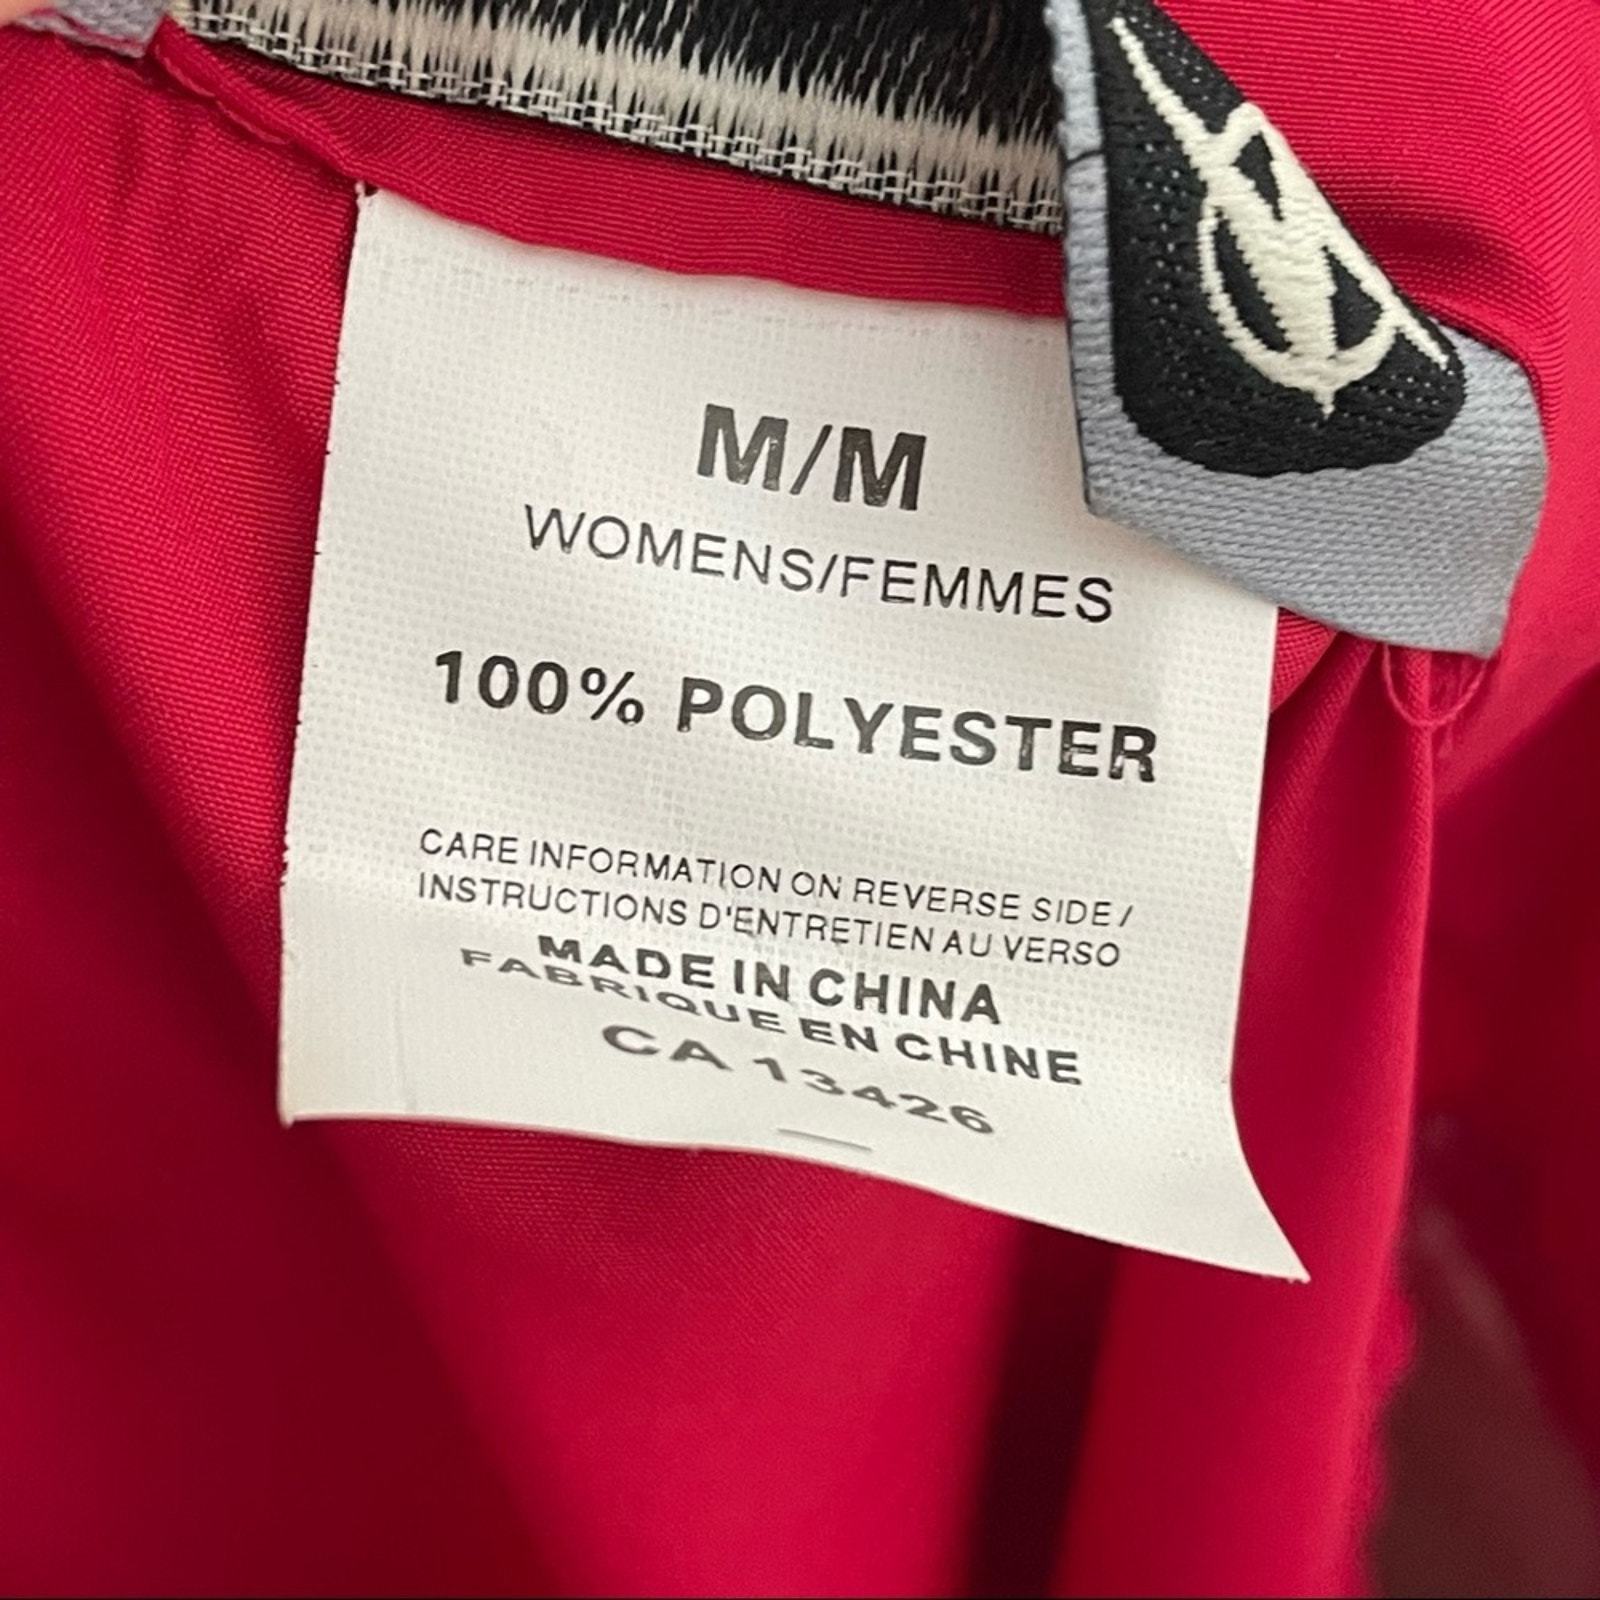 M/M
WOMENS/FEMMES
100% POLYESTER
CARE INFORMATION ON REVERSE SIDE /
INSTRUCTIONS D'ENTRETIEN AU VERSO
MADE IN CHINA
FABRIQUE EN CHINE
CA 13426